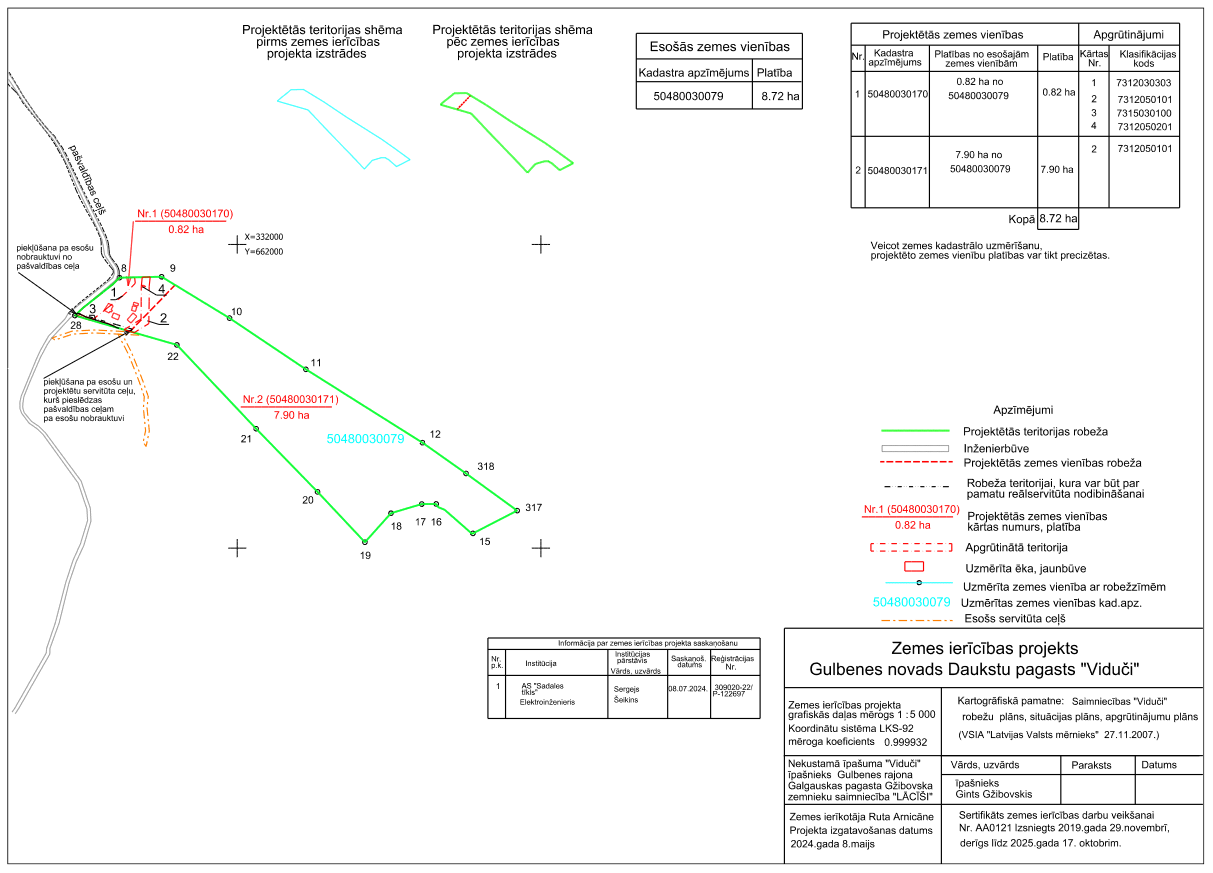 Projektētās teritorijas shēma
pirms zemes ierīcības
projekta izstrādes
Projektētās teritorijas shēma
pēc zemes ierīcības
projekta izstrādes
Esošās zemes vienības
Kadastra apzīmējums Platība
50480030079 8.72 ha
Projektētās zemes vienības Apgrūtinājumi
Nr. Kadastra apzīmējums Platības no esošajām zemes vienībām Platība Kārtas Nr. Klasifikācijas kods
1 50480030170 0.82 ha no 50480030079 0.82 ha
1 7312030303
2 7312050101
3 7315030100
4 7312050201
2 50480030171 7.90 ha no 50480030079 7.90 ha
2 7312050101
Kopā 8.72 ha
Veicot zemes kadastrālo uzmērīšanu,
projektēto zemes vienību platības var tikt precizētas.
pašvaldības ceļš
Nr.1 (50480030170)
0.82 ha
X=332000
Y=662000
piekļūšana pa esošu
nobrauktuvi no
pašvaldības ceļa
8
9
1
4
3
2
28
22
10
11
piekļūšana pa esošu un
projektētu servitūta ceļu,
kurš pieslēdzas
pašvaldības ceļam
pa esošu nobrauktuvi
Nr.2 (50480030171)
7.90 ha
50480030079
21
12
318
20
317
18
17
16
15
19
Apzīmējumi
Projektētās teritorijas robeža
Inženierbūve
Projektētās zemes vienības robeža
Robeža teritorijai, kura var būt par
pamatu reālservitūta nodibināšanai
Nr.1 (50480030170)
0.82 ha
Projektētās zemes vienības
kārtas numurs, platība
Apgrūtinātā teritorija
Uzmērīta ēka, jaunbūve
Uzmērīta zemes vienība ar robežzīmēm
50480030079 Uzmērītas zemes vienības kad.apz.
Esošs servitūta ceļš
Informācija par zemes ierīcības projekta saskaņošanu
Nr. p.k. Institūcija Institūcijas pārstāvis Vārds, uzvārds Saskaņoš. datums Reģistrācijas Nr.
1 AS "Sadales tīkls" Elektroinženieris Sergejs Šeikins 08.07.2024. 309020-22/ P-122697
Zemes ierīcības projekts
Gulbenes novads Daukstu pagasts "Viduči"
Zemes ierīcības projekta
grafiskās daļas mērogs 1 :5 000
Koordinātu sistēma LKS-92
mēroga koeficients 0.999932
Kartogrāfiskā pamatne: Saimniecības "Viduči"
robežu plāns, situācijas plāns, apgrūtinājumu plāns
(VSIA "Latvijas Valsts mērnieks" 27.11.2007.)
Nekustamā īpašuma "Viduči"
īpašnieks Gulbenes rajona
Galgauskas pagasta Gžibovska
zemnieku saimniecība "LĀCĪŠI"
Vārds, uzvārds Paraksts Datums
īpašnieks
Gints Gžibovskis
Zemes ierīkotāja Ruta Arnicāne
Projekta izgatavošanas datums
2024.gada 8.maijs
Sertifikāts zemes ierīcības darbu veikšanai
Nr. AA0121 Izsniegts 2019.gada 29.novembrī,
derīgs līdz 2025.gada 17. oktobrim.